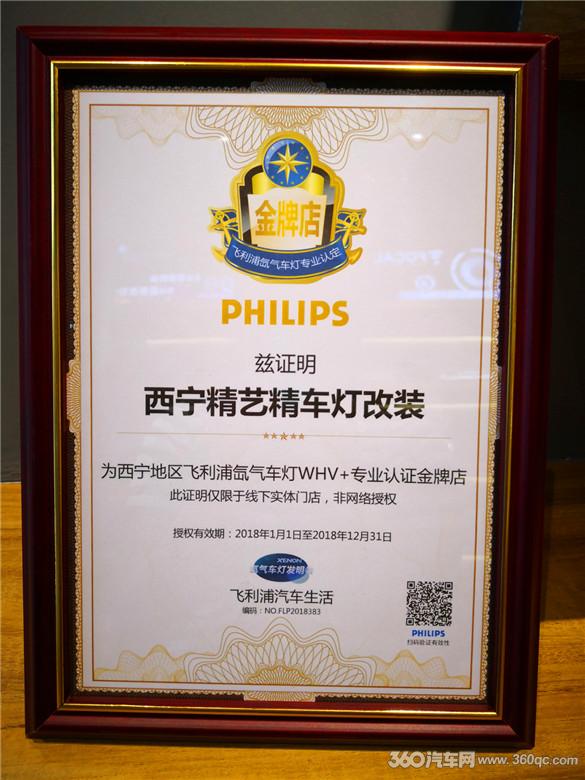 金牌店
飞利浦氙气车灯专业认定
PHILIPS
兹证明
西宁精艺精车灯改装
为西宁地区飞利浦氙气车灯WHV+专业认证金牌店
此证明仅限于线下实体门店，非网络授权
授权有效期：2018年1月1日至2018年12月31日
XENON
氙气车灯发明
飞利浦汽车生活
编码：NO.FLP2018383
PHILIPS
扫码验证有效性
FOCAL
360汽车网 www.360qc.com